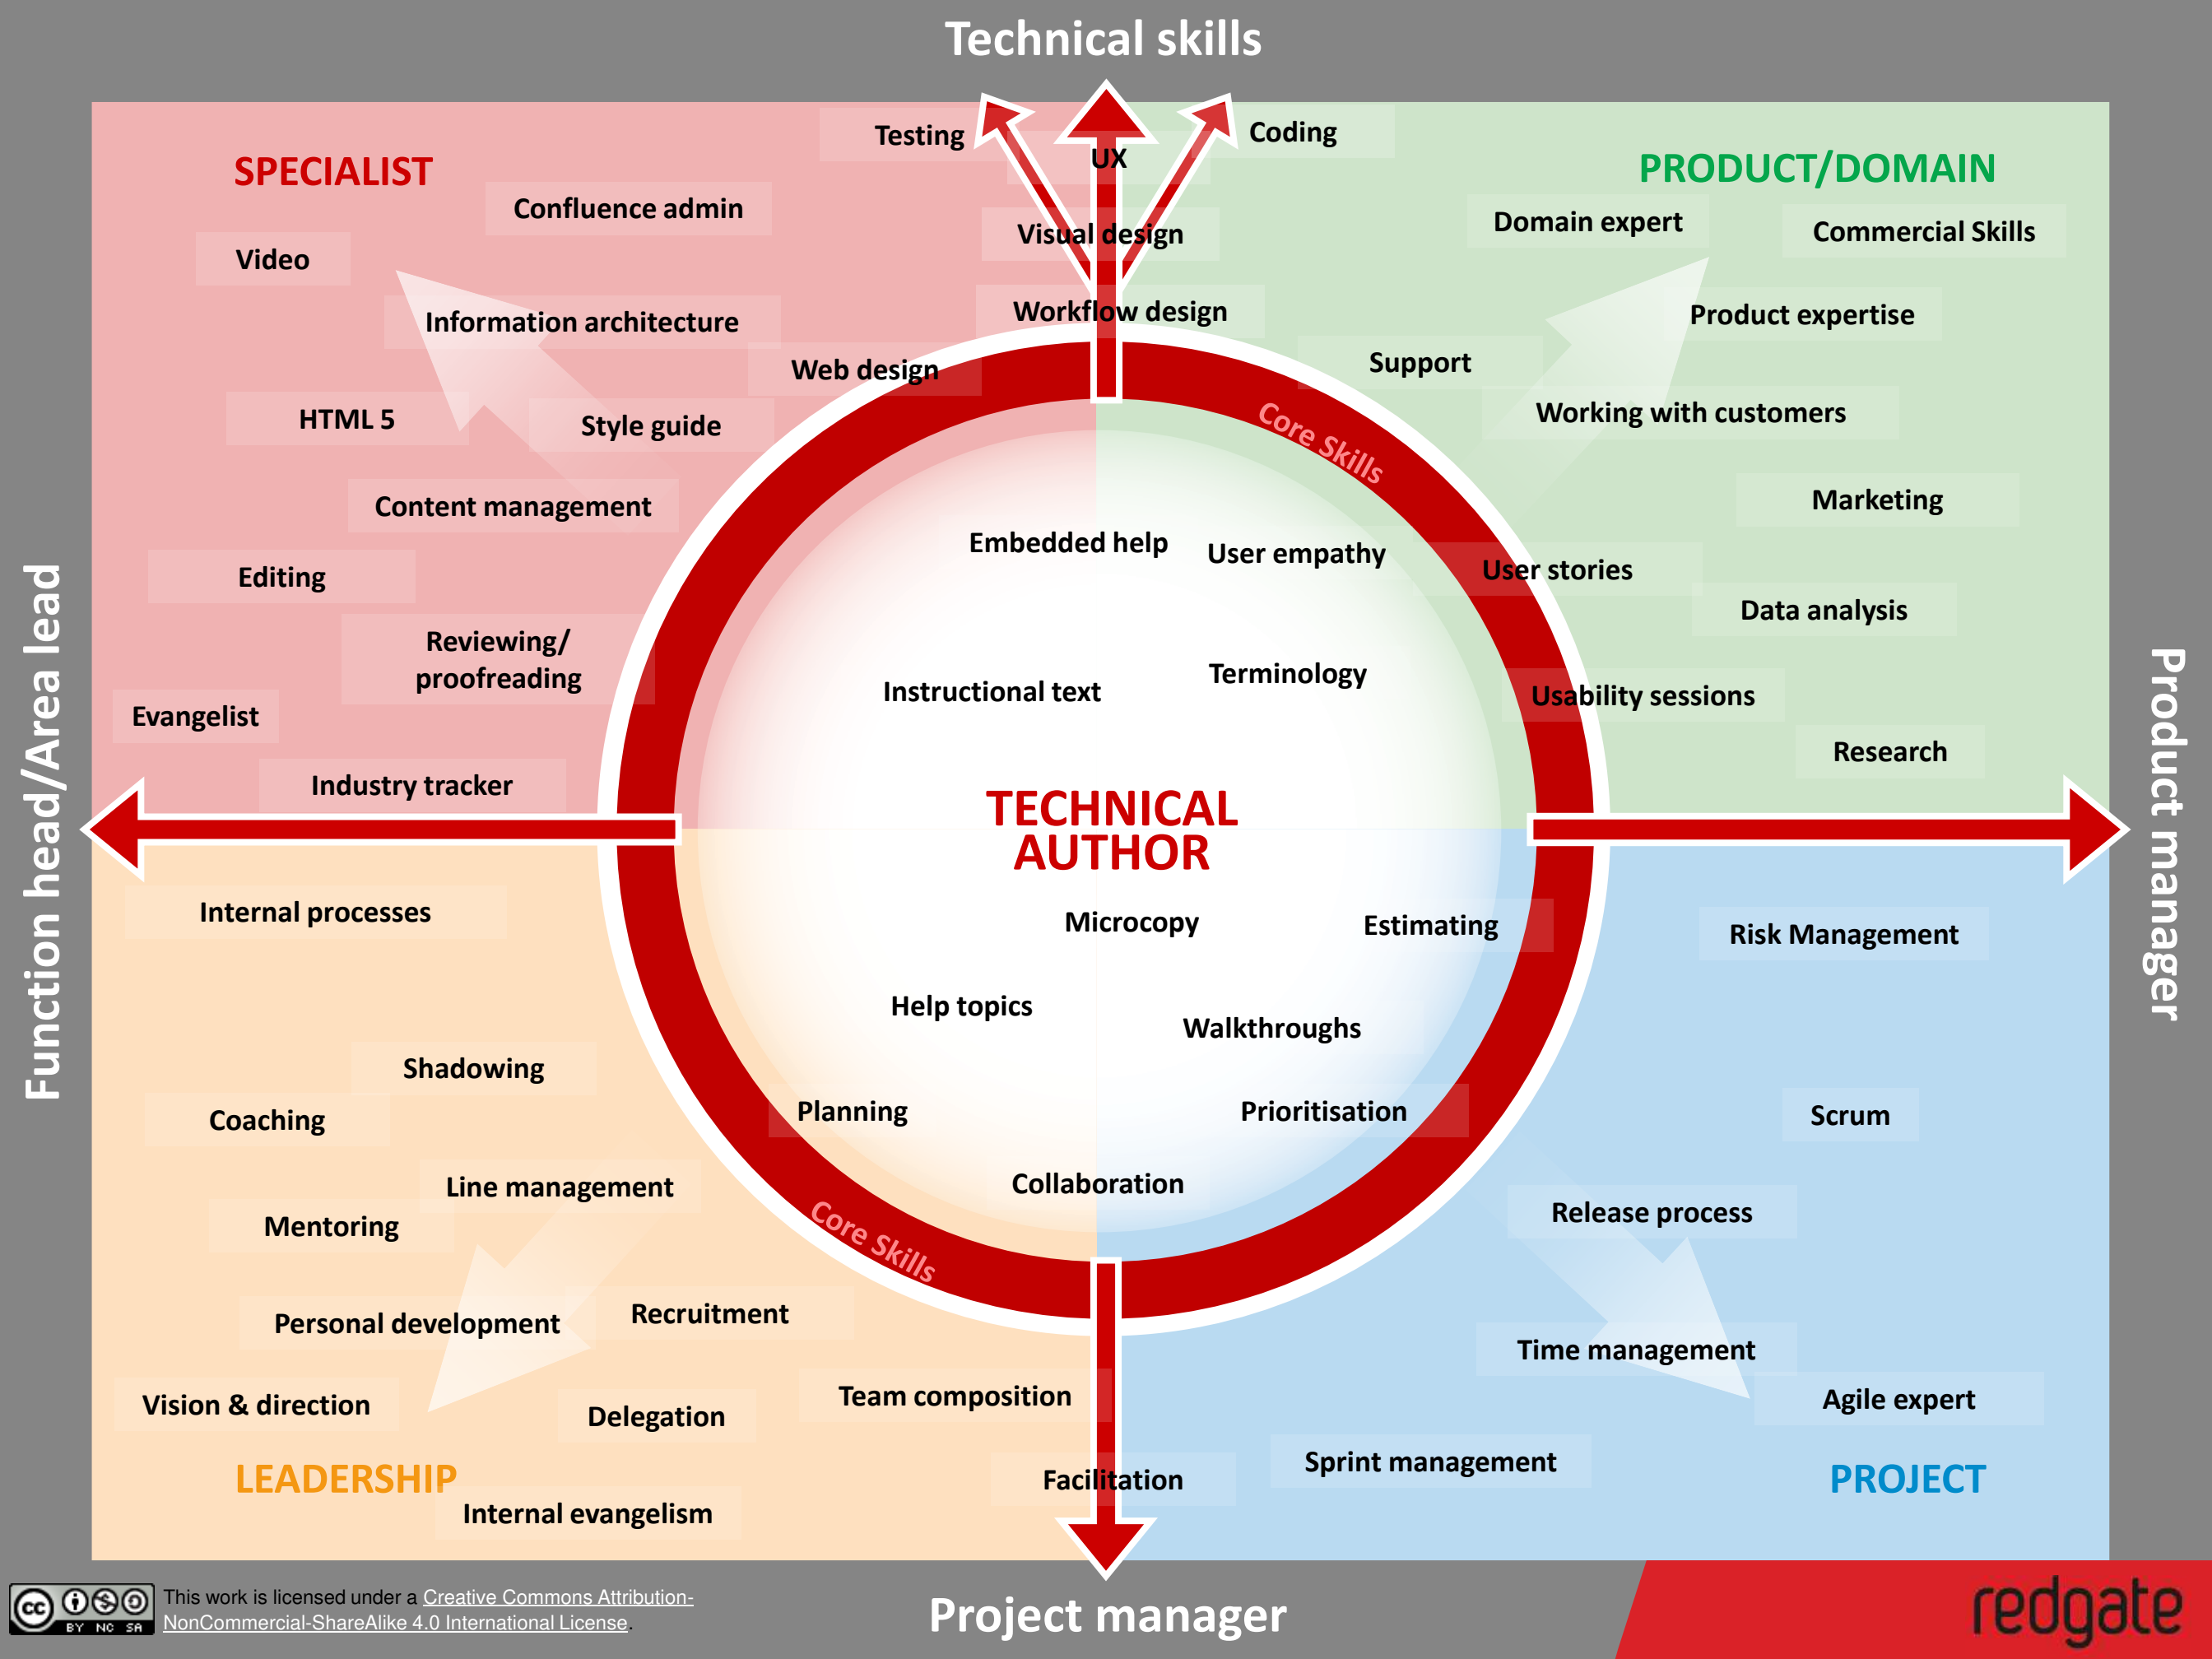 Technical skills
Testing
Coding
UX
SPECIALIST
PRODUCT/DOMAIN
Confluence admin
Domain expert
Commercial Skills
Visual design
Video
Information architecture
Workflow design
Product expertise
Web design
Support
HTML 5
Style guide
Core Skills
Working with customers
Content management
Marketing
Embedded help
User empathy
User stories
Editing
Data analysis
Reviewing/
proofreading
Instructional text
Terminology
Usability sessions
Evangelist
Research
Industry tracker
TECHNICAL
AUTHOR
Function head/Area lead
Product manager
Internal processes
Microcopy
Estimating
Risk Management
Help topics
Walkthroughs
Shadowing
Coaching
Planning
Prioritisation
Scrum
Line management
Collaboration
Mentoring
Core Skills
Release process
Personal development
Recruitment
Time management
Vision & direction
Delegation
Team composition
Agile expert
LEADERSHIP
Facilitation
Sprint management
PROJECT
Internal evangelism
cc BY NC SA
This work is licensed under a Creative Commons Attribution-
NonCommercial-ShareAlike 4.0 International License.
Project manager
redgate